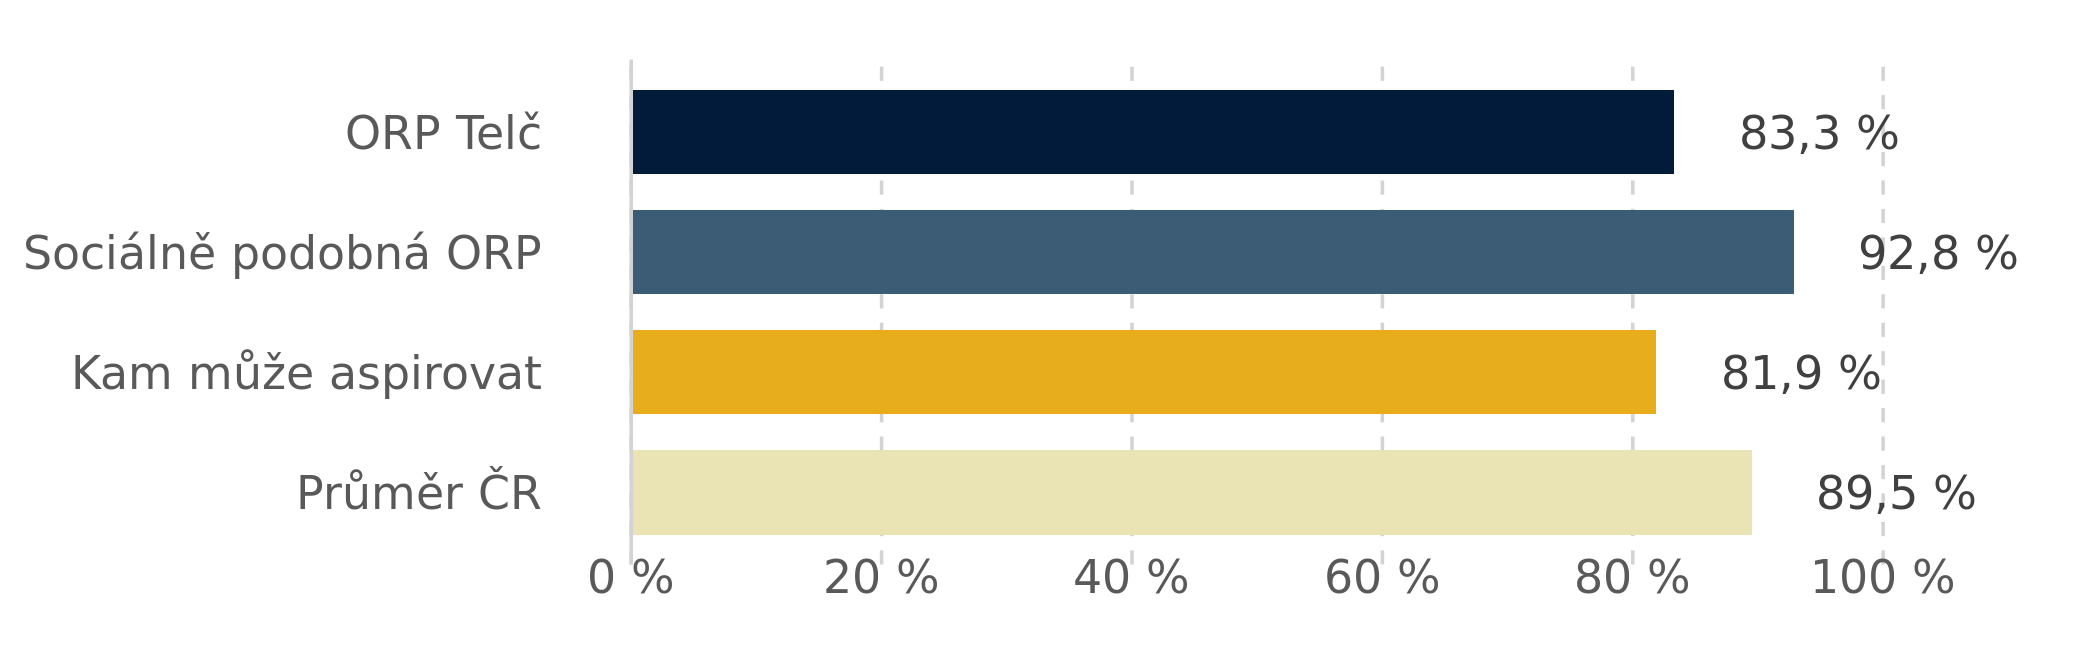 ORP Telč 83,3 %
Sociálně podobná ORP 92,8 %
Kam může aspirovat 81,9 %
Průměr ČR 89,5 %
0 % 20 % 40 % 60 % 80 % 100 %